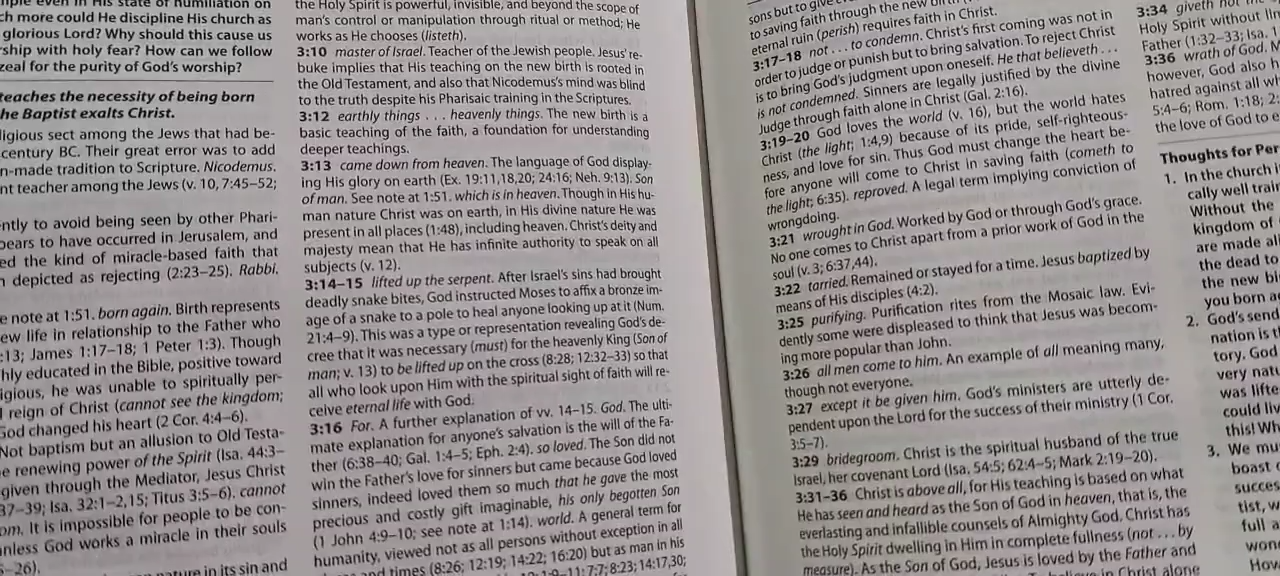 even in His state of humiliation on
ch more could He discipline His church as
glorious Lord? Why should this cause us
rship with holy fear? How can we follow
zeal for the purity of God's worship?
teaches the necessity of being born
he Baptist exalts Christ.
ligious sect among the Jews that had be-
century BC. Their great error was to add
n-made tradition to Scripture. Nicodemus.
nt teacher among the Jews (v. 10, 7:45–52;
ntly to avoid being seen by other Phari-
pears to have occurred in Jerusalem, and
ed the kind of miracle-based faith that
n depicted as rejecting (2:23–25). Rabbi.
e note at 1:51. born again. Birth represents
ew life in relationship to the Father who
:13; James 1:17–18; 1 Peter 1:3). Though
hly educated in the Bible, positive toward
igious, he was unable to spiritually per-
l reign of Christ (cannot see the kingdom;
God changed his heart (2 Cor. 4:4–6).
Not baptism but an allusion to Old Testa-
e renewing power of the Spirit (Isa. 44:3–
given through the Mediator, Jesus Christ
37–39; Isa. 32:1–2,15; Titus 3:5–6). cannot
om. It is impossible for people to be con-
nless God works a miracle in their souls
5–26).
nature in its sin and
the Holy Spirit is powerful, invisible, and beyond the scope of
man's control or manipulation through ritual or method; He
works as He chooses (listeth).
3:10 master of Israel. Teacher of the Jewish people. Jesus' re-
buke implies that His teaching on the new birth is rooted in
the Old Testament, and also that Nicodemus's mind was blind
to the truth despite his Pharisaic training in the Scriptures.
3:12 earthly things . . . heavenly things. The new birth is a
basic teaching of the faith, a foundation for understanding
deeper teachings.
3:13 came down from heaven. The language of God display-
ing His glory on earth (Ex. 19:11,18,20; 24:16; Neh. 9:13). Son
of man. See note at 1:51. which is in heaven. Though in His hu-
man nature Christ was on earth, in His divine nature He was
present in all places (1:48), including heaven. Christ's deity and
majesty mean that He has infinite authority to speak on all
subjects (v. 12).
3:14–15 lifted up the serpent. After Israel's sins had brought
deadly snake bites, God instructed Moses to affix a bronze im-
age of a snake to a pole to heal anyone looking up at it (Num.
21:4–9). This was a type or representation revealing God's de-
cree that it was necessary (must) for the heavenly King (Son of
man; v. 13) to be lifted up on the cross (8:28; 12:32–33) so that
all who look upon Him with the spiritual sight of faith will re-
ceive eternal life with God.
3:16 For. A further explanation of vv. 14–15. God. The ulti-
mate explanation for anyone's salvation is the will of the Fa-
ther (6:38–40; Gal. 1:4–5; Eph. 2:4). so loved. The Son did not
win the Father's love for sinners but came because God loved
sinners, indeed loved them so much that he gave the most
precious and costly gift imaginable, his only begotten Son
(1 John 4:9–10; see note at 1:14). world. A general term for
humanity, viewed not as all persons without exception in all
and times (8:26; 12:19; 14:22; 16:20) but as man in his
7:7; 8:23; 14:17,30;
sons but to give
to saving faith through the new
eternal ruin (perish) requires faith in Christ.
3:17–18 not . . . to condemn. Christ's first coming was not in
order to judge or punish but to bring salvation. To reject Christ
is to bring God's judgment upon oneself. He that believeth . . .
is not condemned. Sinners are legally justified by the divine
Judge through faith alone in Christ (Gal. 2:16).
3:19–20 God loves the world (v. 16), but the world hates
Christ (the light; 1:4,9) because of its pride, self-righteous-
ness, and love for sin. Thus God must change the heart be-
fore anyone will come to Christ in saving faith (cometh to
the light; 6:35). reproved. A legal term implying conviction of
wrongdoing.
3:21 wrought in God. Worked by God or through God's grace.
No one comes to Christ apart from a prior work of God in the
soul (v. 3; 6:37,44).
3:22 tarried. Remained or stayed for a time. Jesus baptized by
means of His disciples (4:2).
3:25 purifying. Purification rites from the Mosaic law. Evi-
dently some were displeased to think that Jesus was becom-
ing more popular than John.
3:26 all men come to him. An example of all meaning many,
though not everyone.
3:27 except it be given him. God's ministers are utterly de-
pendent upon the Lord for the success of their ministry (1 Cor.
3:5–7).
3:29 bridegroom. Christ is the spiritual husband of the true
Israel, her covenant Lord (Isa. 54:5; 62:4–5; Mark 2:19–20).
3:31–36 Christ is above all, for His teaching is based on what
He has seen and heard as the Son of God in heaven, that is, the
everlasting and infallible counsels of Almighty God. Christ has
the Holy Spirit dwelling in Him in complete fullness (not . . . by
measure). As the Son of God, Jesus is loved by the Father and
in Christ alone
3:34 giveth not
Holy Spirit without
Father (1:32–33; Isa.
3:36 wrath of God.
however, God also h
hatred against all w
5:4–6; Rom. 1:18; 2:
the love of God to e
Thoughts for Per
1. In the church
cally well trai
Without the
kingdom of
are made al
the dead to
the new bi
you born a
2. God's send
nation is t
tory. God
very natu
was lifte
could liv
this! Wh
3. We mu
boast
succes
tist, w
full a
won
How